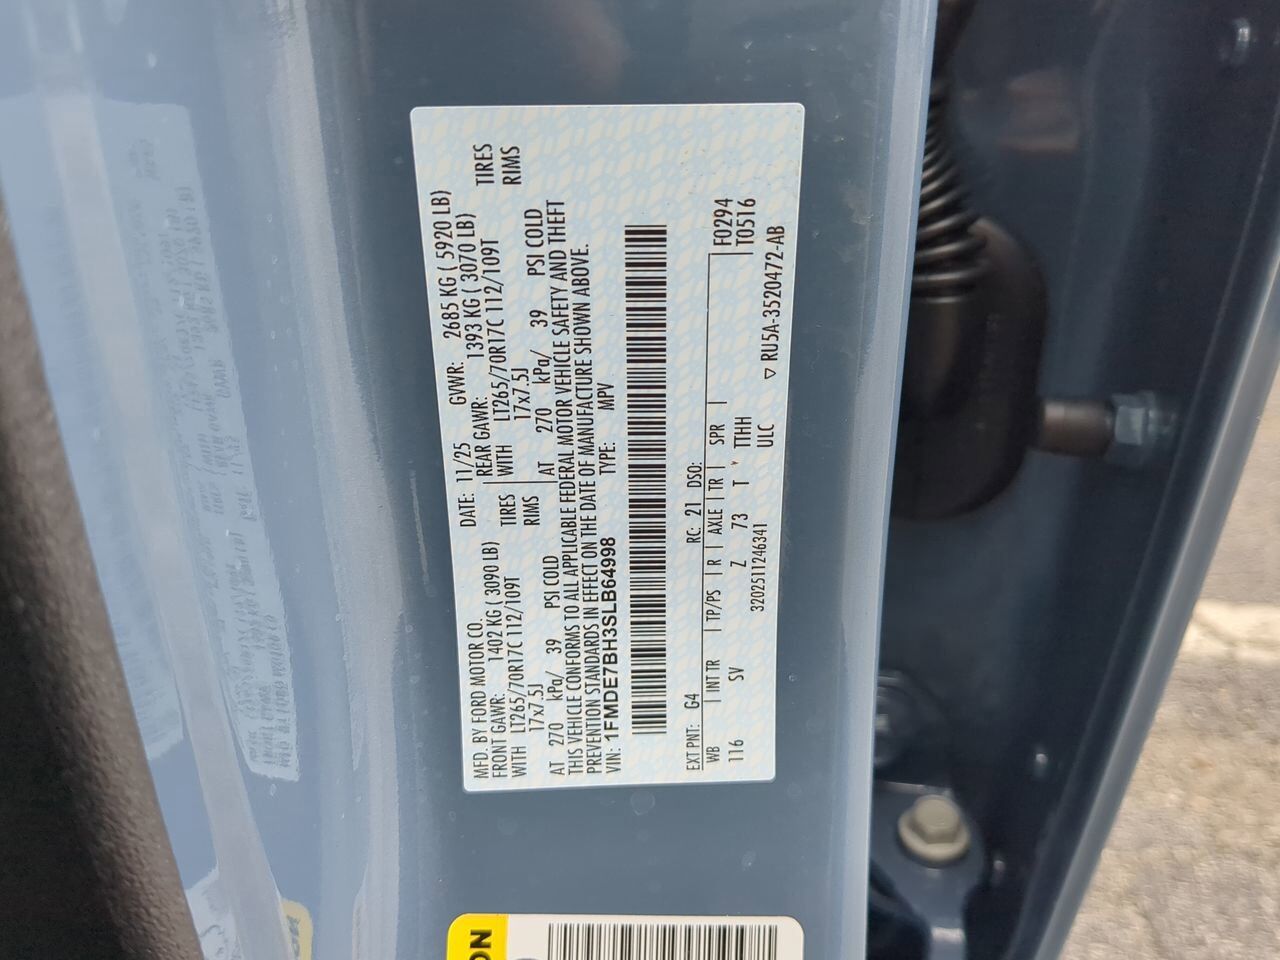 MFD. BY FORD MOTOR CO.
DATE: 11/25 GVWR: 2685 KG ( 5920 LB)
FRONT GAWR: 1402 KG ( 3090 LB)
REAR GAWR: 1393 KG ( 3070 LB)
WITH LT265/70R17C 112/109T TIRES
WITH LT265/70R17C 112/109T TIRES
17x7.5J RIMS
17x7.5J RIMS
AT 270 kPa/ 39 PSI COLD
AT 270 kPa/ 39 PSI COLD
THIS VEHICLE CONFORMS TO ALL APPLICABLE FEDERAL MOTOR VEHICLE SAFETY AND THEFT
PREVENTION STANDARDS IN EFFECT ON THE DATE OF MANUFACTURE SHOWN ABOVE.
VIN: 1FMDE7BH3SLB64998 TYPE: MPV
EXT PNT: G4 RC: 21 DSO:
WB | INT TR | TP/PS | R | AXLE | TR | SPR | F0294
116 SV Z 73 T * TTHH T0516
3202511246341 ULC
▽ RU5A-3520472-AB
ON